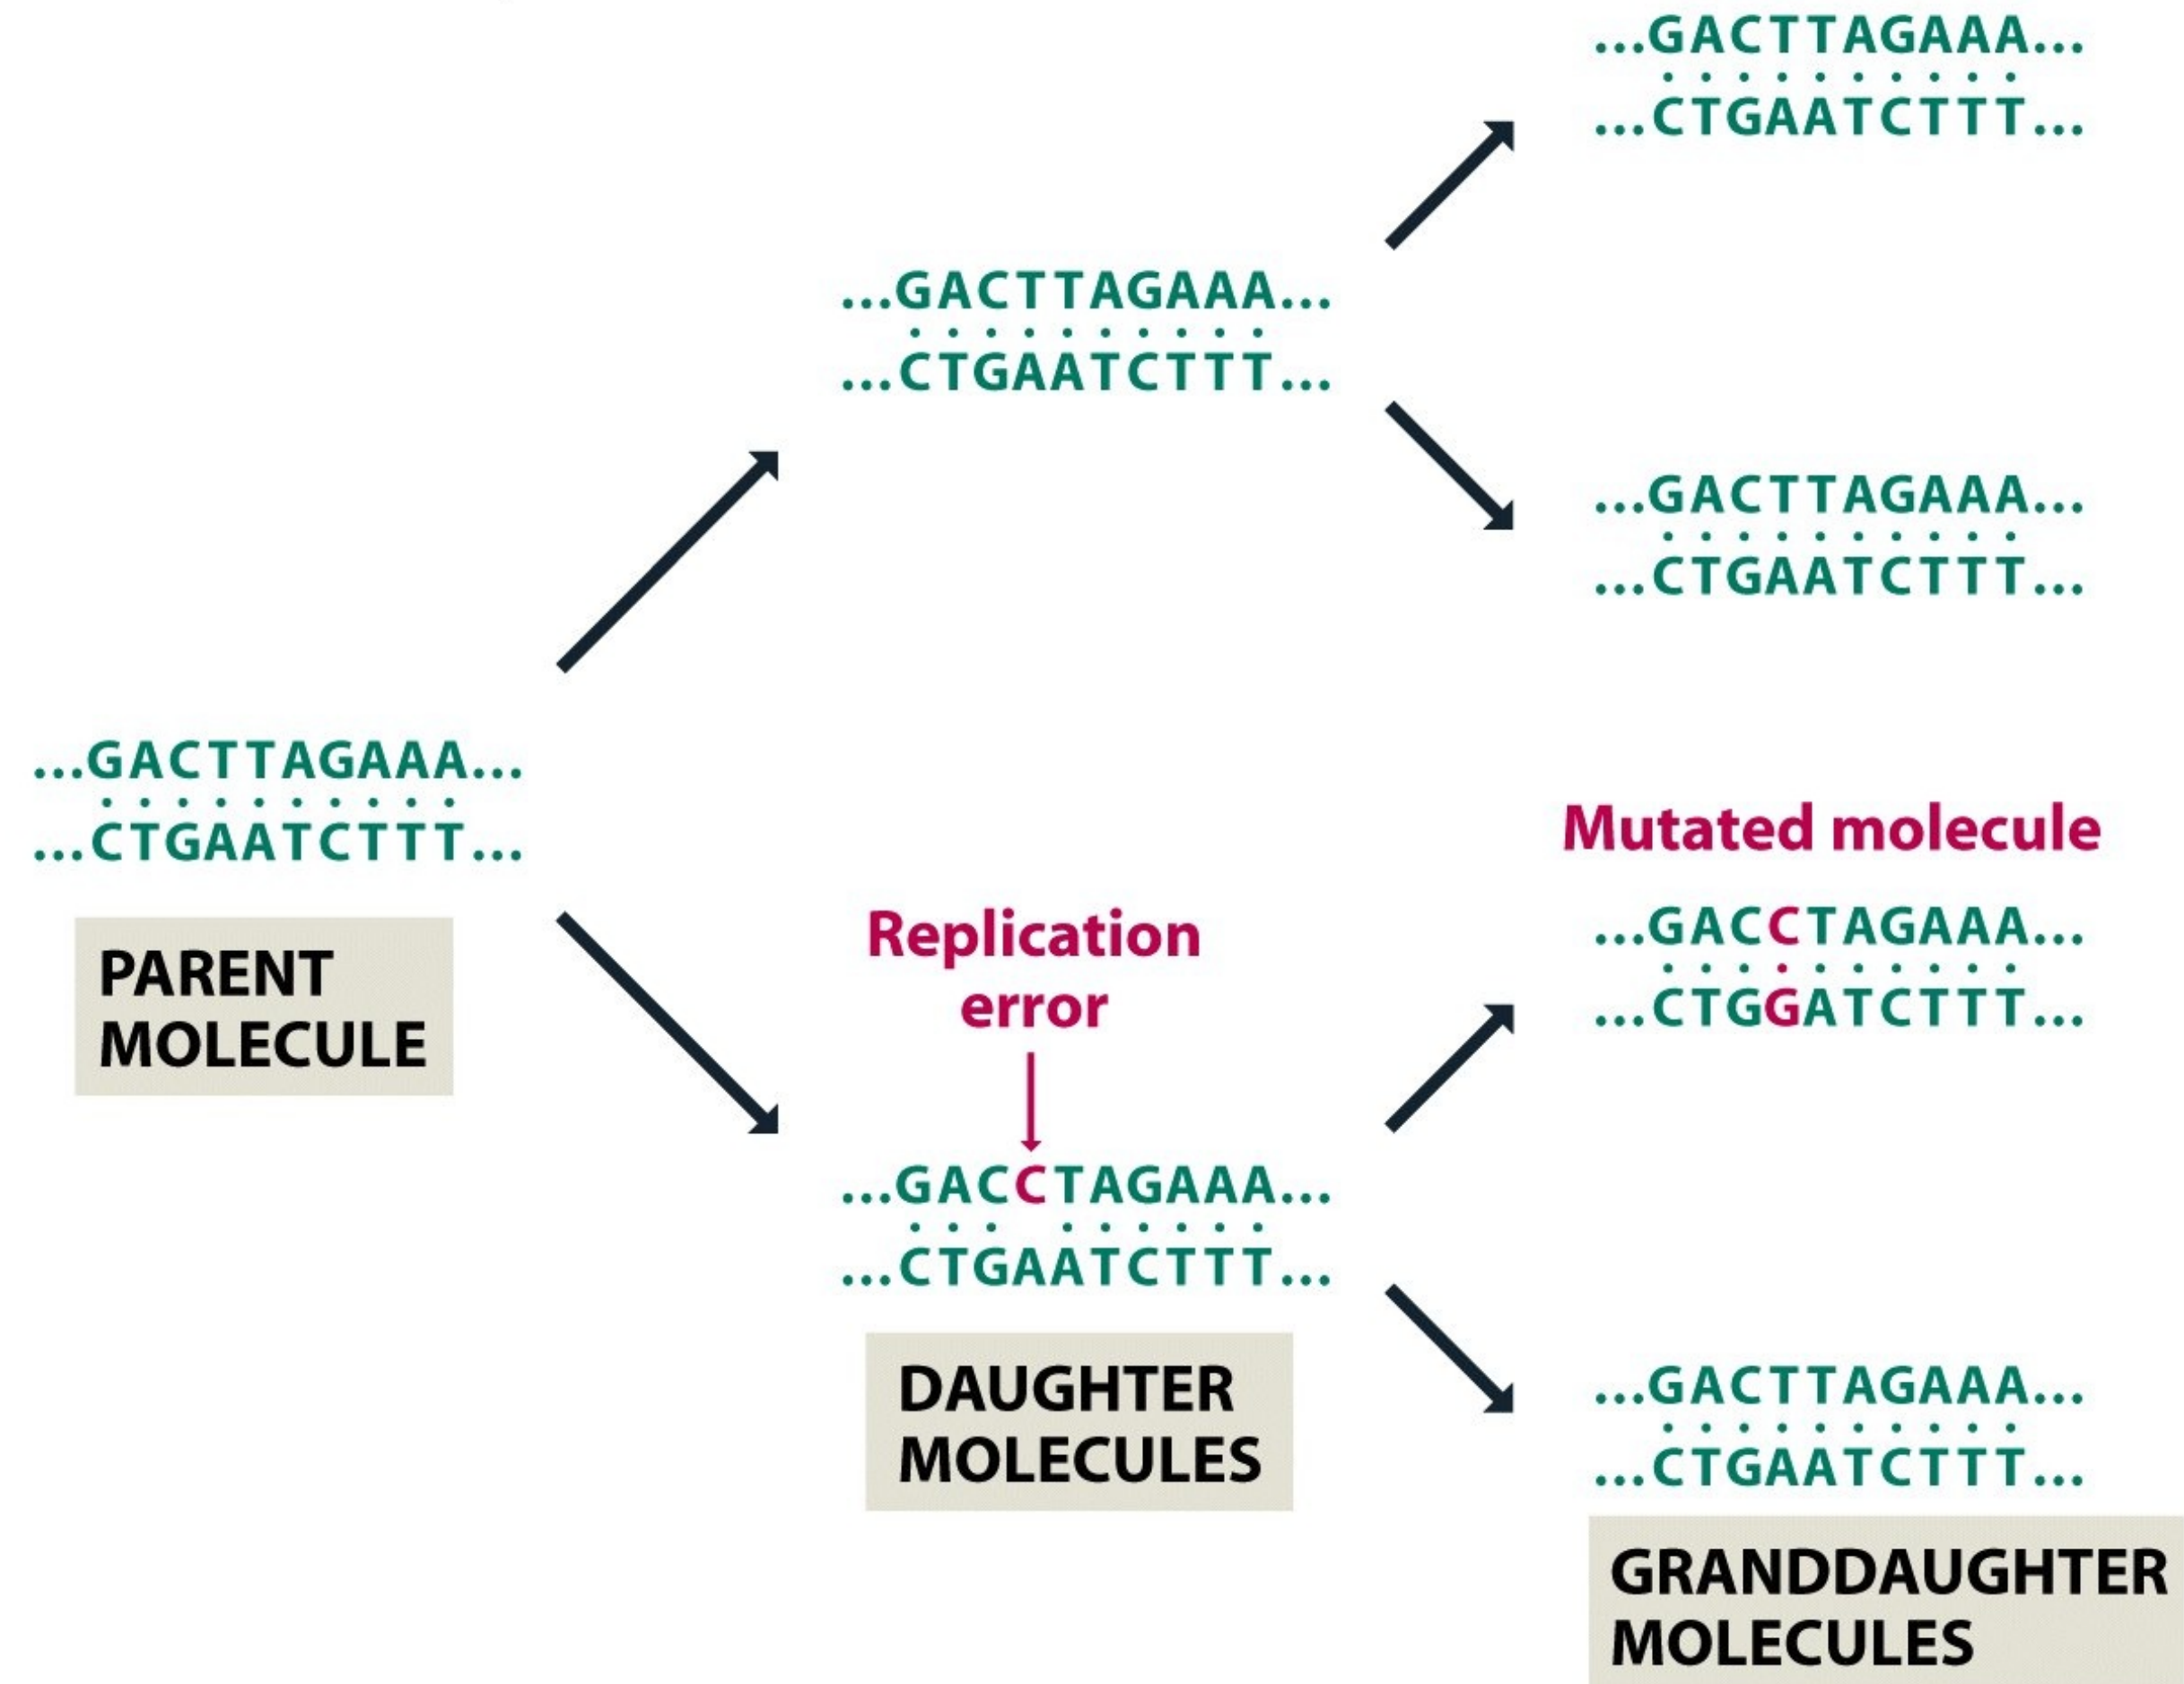 ...GACTTAGAAA...
...CTGAATCTTT...
...GACTTAGAAA...
...CTGAATCTTT...
...GACTTAGAAA...
...CTGAATCTTT...
...GACTTAGAAA...
...CTGAATCTTT...
PARENT
MOLECULE
Replication
error
...GACCTAGAAA...
...CTGAATCTTT...
DAUGHTER
MOLECULES
Mutated molecule
...GACCTAGAAA...
...CTGGATCTTT...
...GACTTAGAAA...
...CTGAATCTTT...
GRANDDAUGHTER
MOLECULES